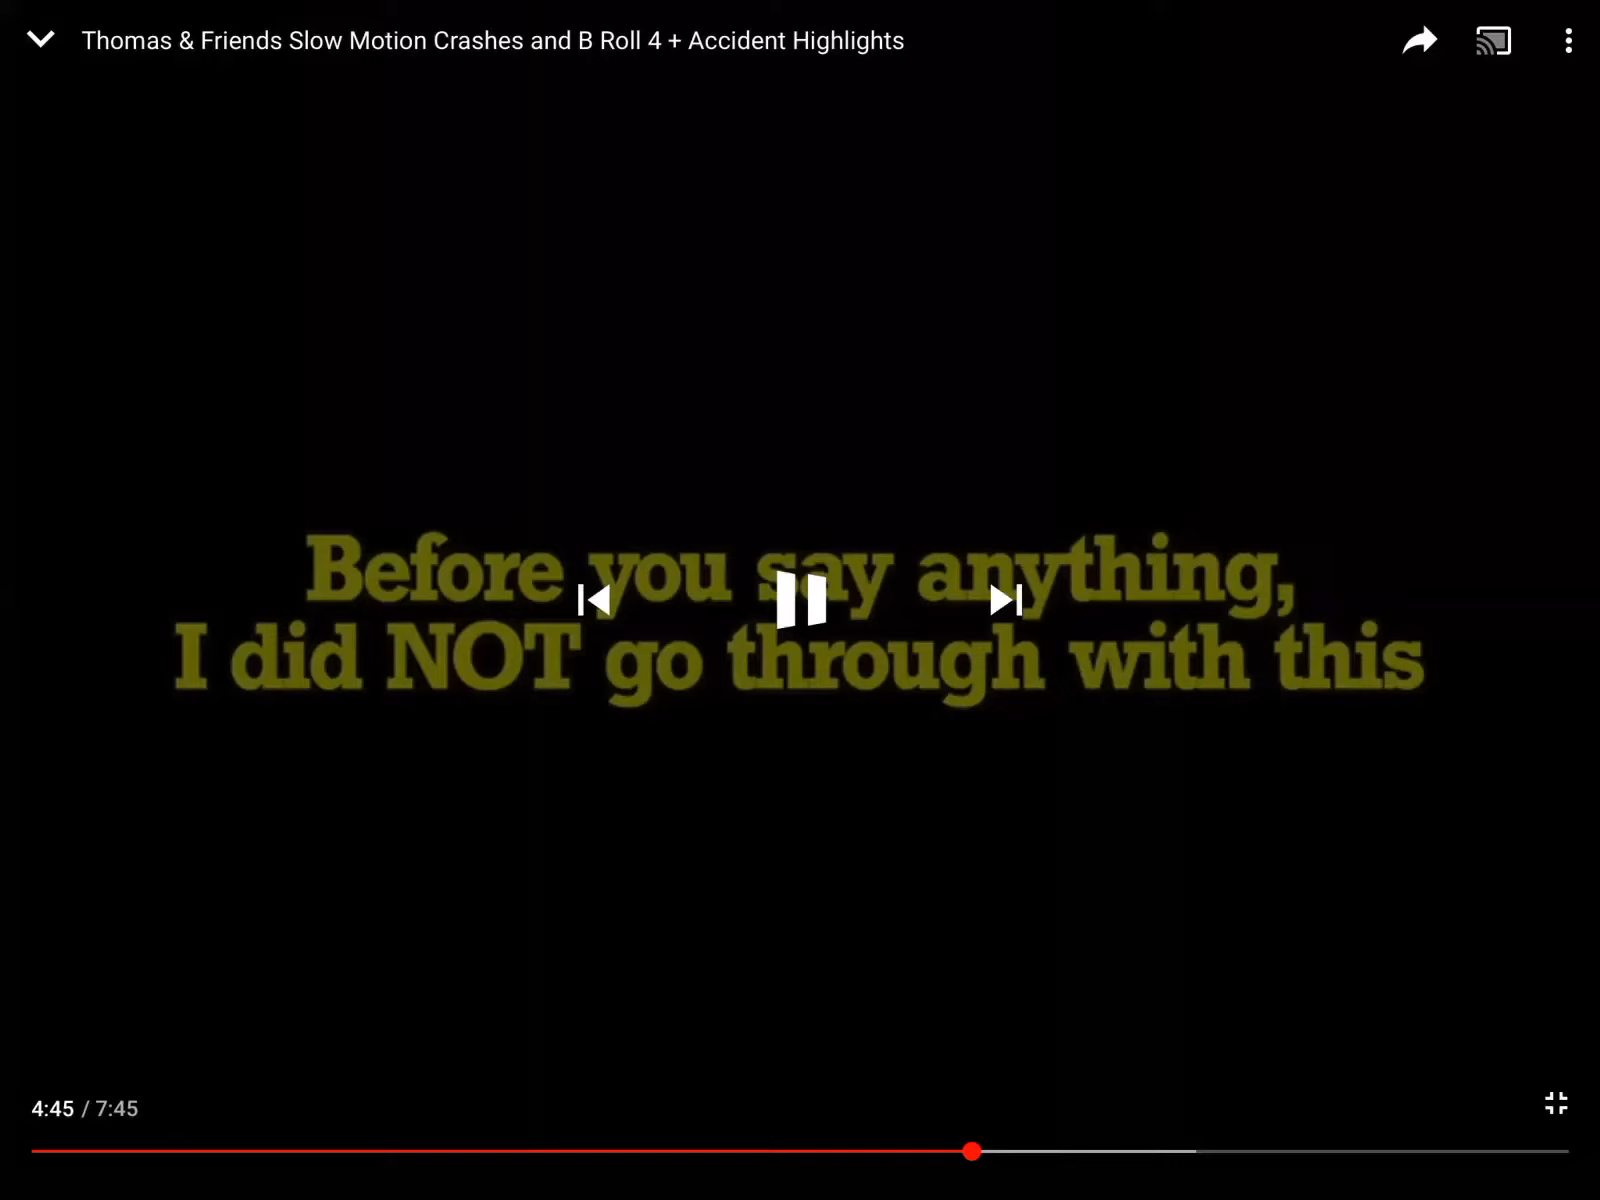 Thomas & Friends Slow Motion Crashes and B Roll 4 + Accident Highlights
Before you say anything,
I did NOT go through with this
4:45 / 7:45